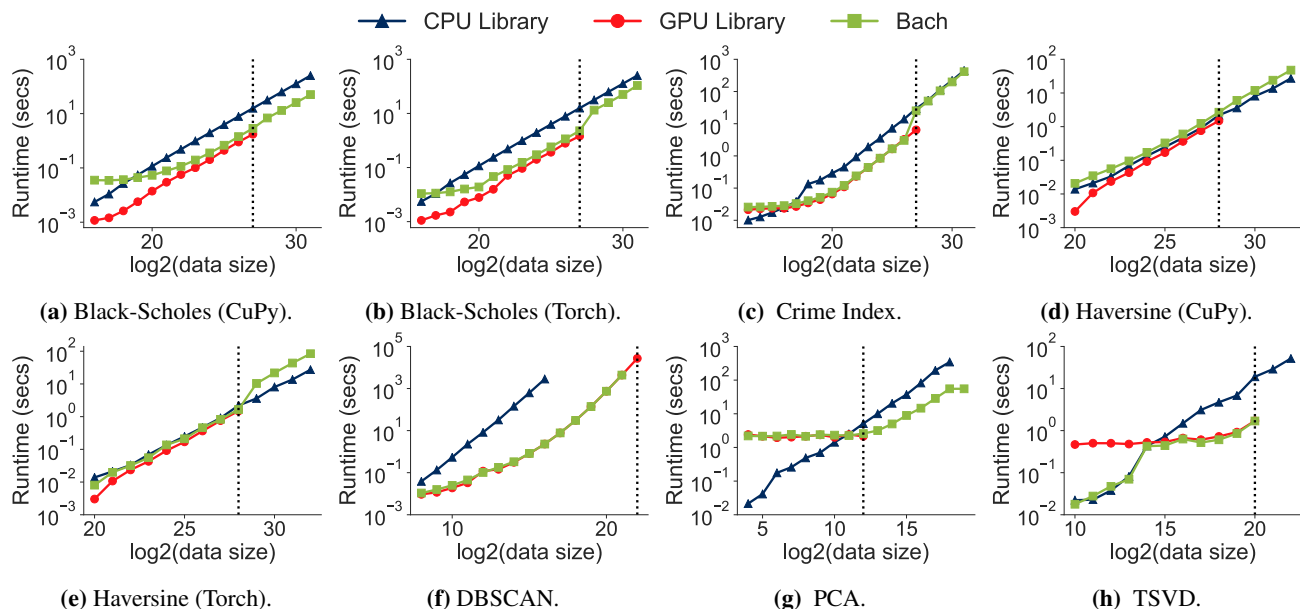 CPU Library GPU Library Bach
Runtime (secs)
10^3
10^1
10^-1
10^-3
20 30
log2(data size)
(a) Black-Scholes (CuPy).
Runtime (secs)
10^3
10^1
10^-1
10^-3
20 30
log2(data size)
(b) Black-Scholes (Torch).
Runtime (secs)
10^3
10^2
10^1
10^0
10^-1
10^-2
20 30
log2(data size)
(c) Crime Index.
Runtime (secs)
10^2
10^1
10^0
10^-1
10^-2
10^-3
20 25 30
log2(data size)
(d) Haversine (CuPy).
Runtime (secs)
10^2
10^1
10^0
10^-1
10^-2
10^-3
20 25 30
log2(data size)
(e) Haversine (Torch).
Runtime (secs)
10^5
10^3
10^1
10^-1
10^-3
10 20
log2(data size)
(f) DBSCAN.
Runtime (secs)
10^3
10^2
10^1
10^0
10^-1
10^-2
5 10 15
log2(data size)
(g) PCA.
Runtime (secs)
10^2
10^1
10^0
10^-1
10^-2
10 15 20
log2(data size)
(h) TSVD.